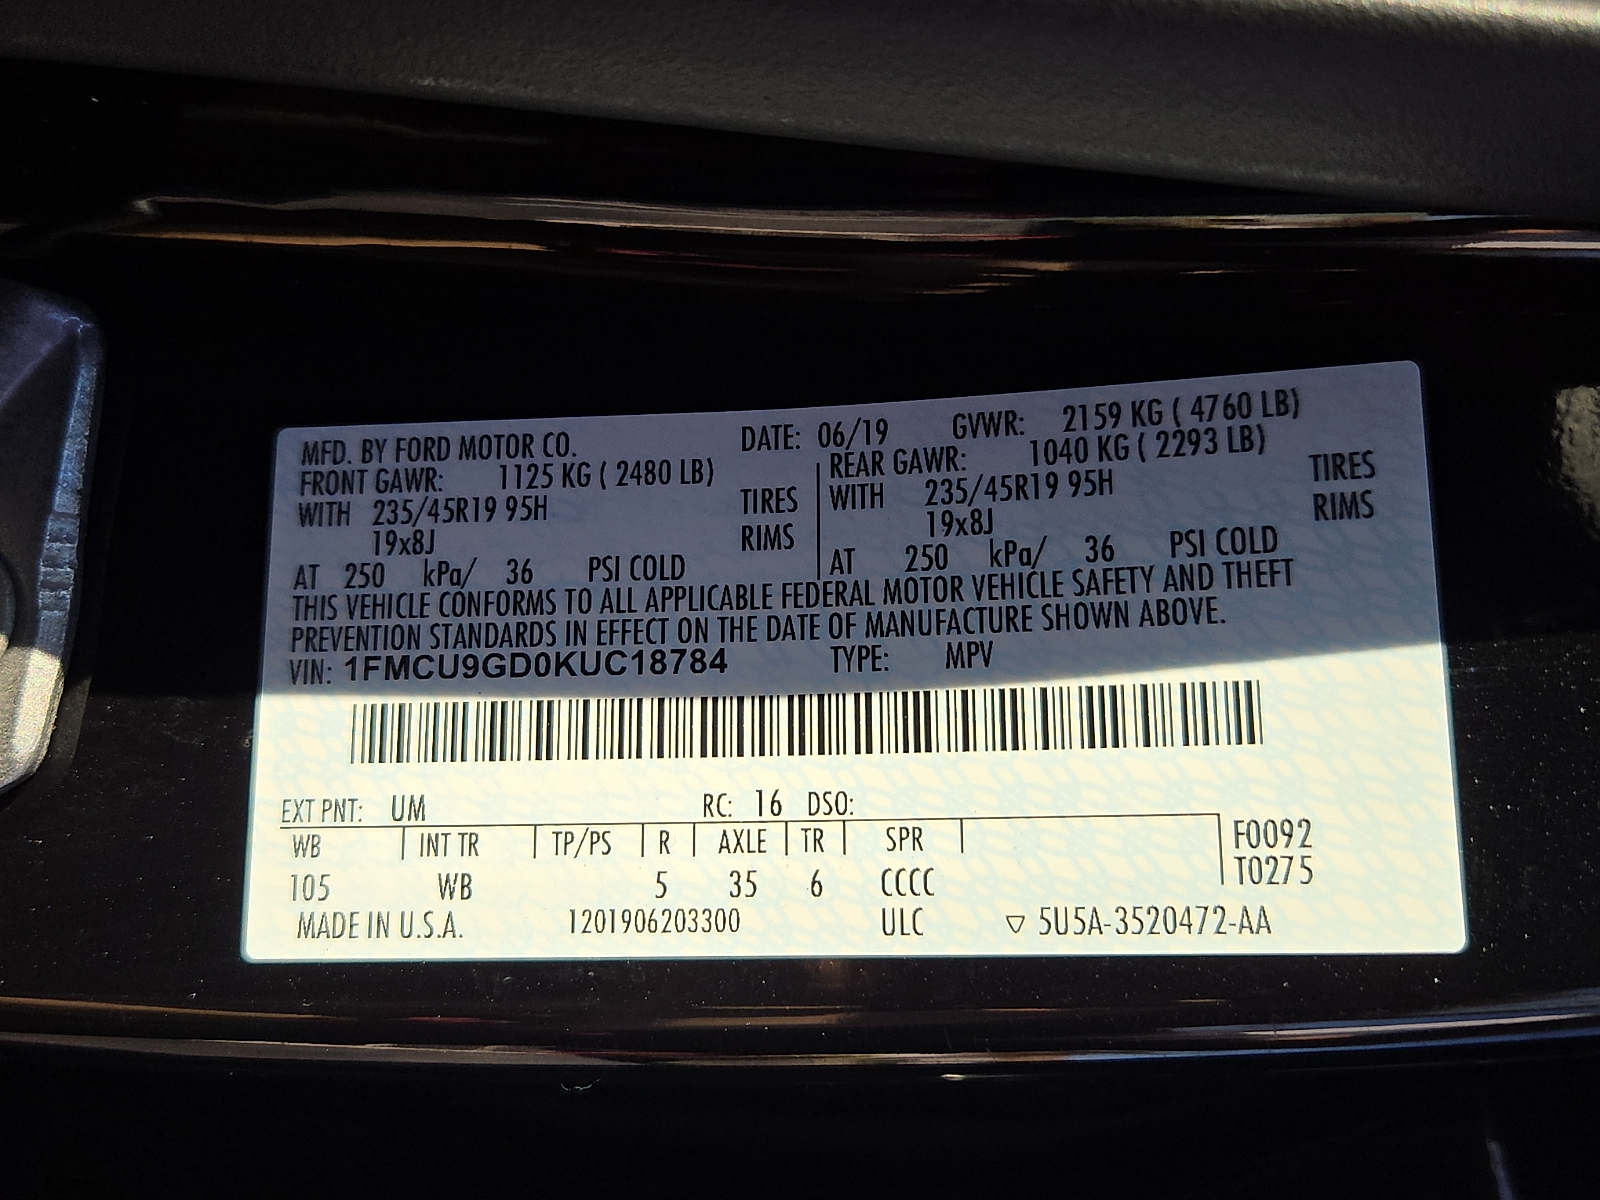 MFD. BY FORD MOTOR CO. DATE: 06/19 GVWR: 2159 KG ( 4760 LB)
FRONT GAWR: 1125 KG ( 2480 LB) REAR GAWR: 1040 KG ( 2293 LB)
WITH 235/45R19 95H TIRES WITH 235/45R19 95H TIRES
19x8J RIMS 19x8J RIMS
AT 250 kPa/ 36 PSI COLD AT 250 kPa/ 36 PSI COLD
THIS VEHICLE CONFORMS TO ALL APPLICABLE FEDERAL MOTOR VEHICLE SAFETY AND THEFT
PREVENTION STANDARDS IN EFFECT ON THE DATE OF MANUFACTURE SHOWN ABOVE.
VIN: 1FMCU9GD0KUC18784 TYPE: MPV
EXT PNT: UM RC: 16 DSO:
WB INT TR TP/PS R AXLE TR SPR F0092
105 WB 5 35 6 CCCC T0275
MADE IN U.S.A. 1201906203300 ULC ▽ 5U5A-3520472-AA